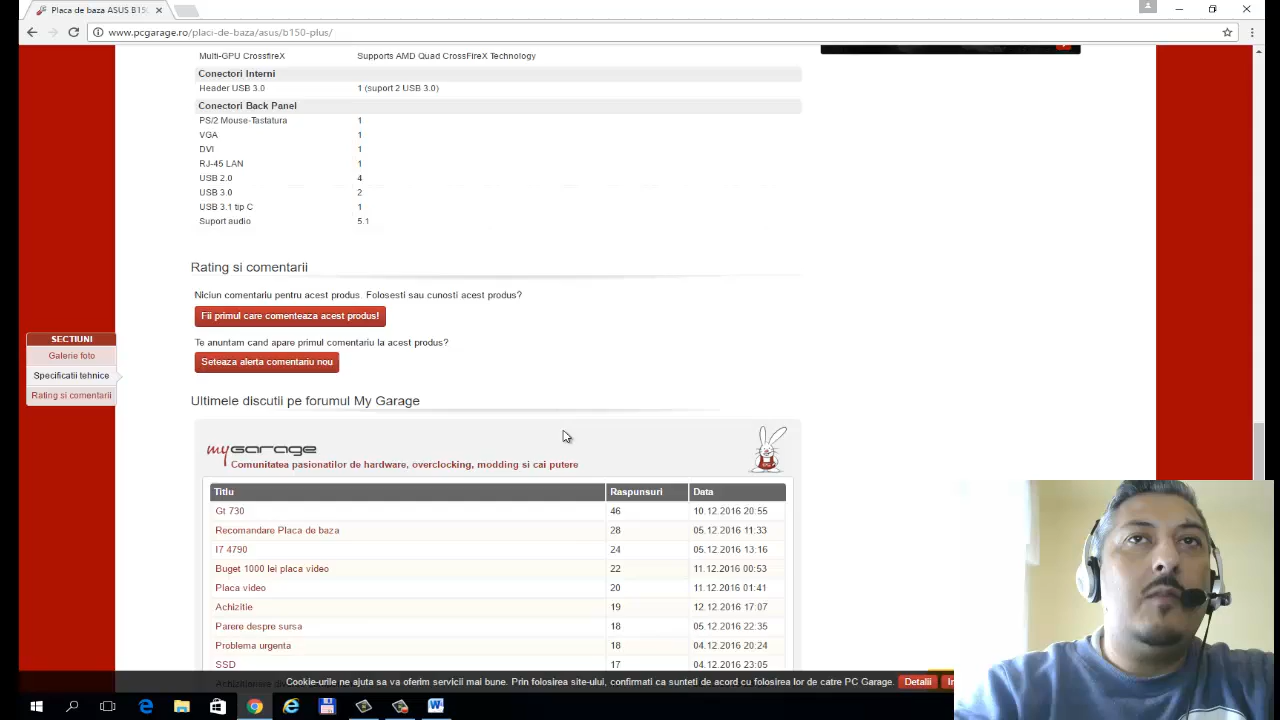 Placa de baza ASUS B15
www.pcgarage.ro/placi-de-baza/asus/b150-plus/
Multi-GPU CrossfireX Supports AMD Quad CrossFireX Technology
Conectori Interni
Header USB 3.0 1 (suport 2 USB 3.0)
Conectori Back Panel
PS/2 Mouse-Tastatura 1
VGA 1
DVI 1
RJ-45 LAN 1
USB 2.0 4
USB 3.0 2
USB 3.1 tip C 1
Suport audio 5.1
Rating si comentarii
Niciun comentariu pentru acest produs. Folosesti sau cunosti acest produs?
Fii primul care comenteaza acest produs!
Te anuntam cand apare primul comentariu la acest produs?
Seteaza alerta comentariu nou
SECTIUNI
Galerie foto
Specificatii tehnice
Rating si comentarii
Ultimele discutii pe forumul My Garage
myGarage
Comunitatea pasionatilor de hardware, overclocking, modding si cai putere
Titlu Raspunsuri Data
Gt 730 46 10.12.2016 20:55
Recomandare Placa de baza 28 05.12.2016 11:33
I7 4790 24 05.12.2016 13:16
Buget 1000 lei placa video 22 11.12.2016 00:53
Placa video 20 11.12.2016 01:41
Achizitie 19 12.12.2016 17:07
Parere despre sursa 18 05.12.2016 22:35
Problema urgenta 18 04.12.2016 20:24
SSD 17 04.12.2016 23:05
Cookie-urile ne ajuta sa va oferim servicii mai bune. Prin folosirea site-ului, confirmati ca sunteti de acord cu folosirea lor de catre PC Garage. Detalii